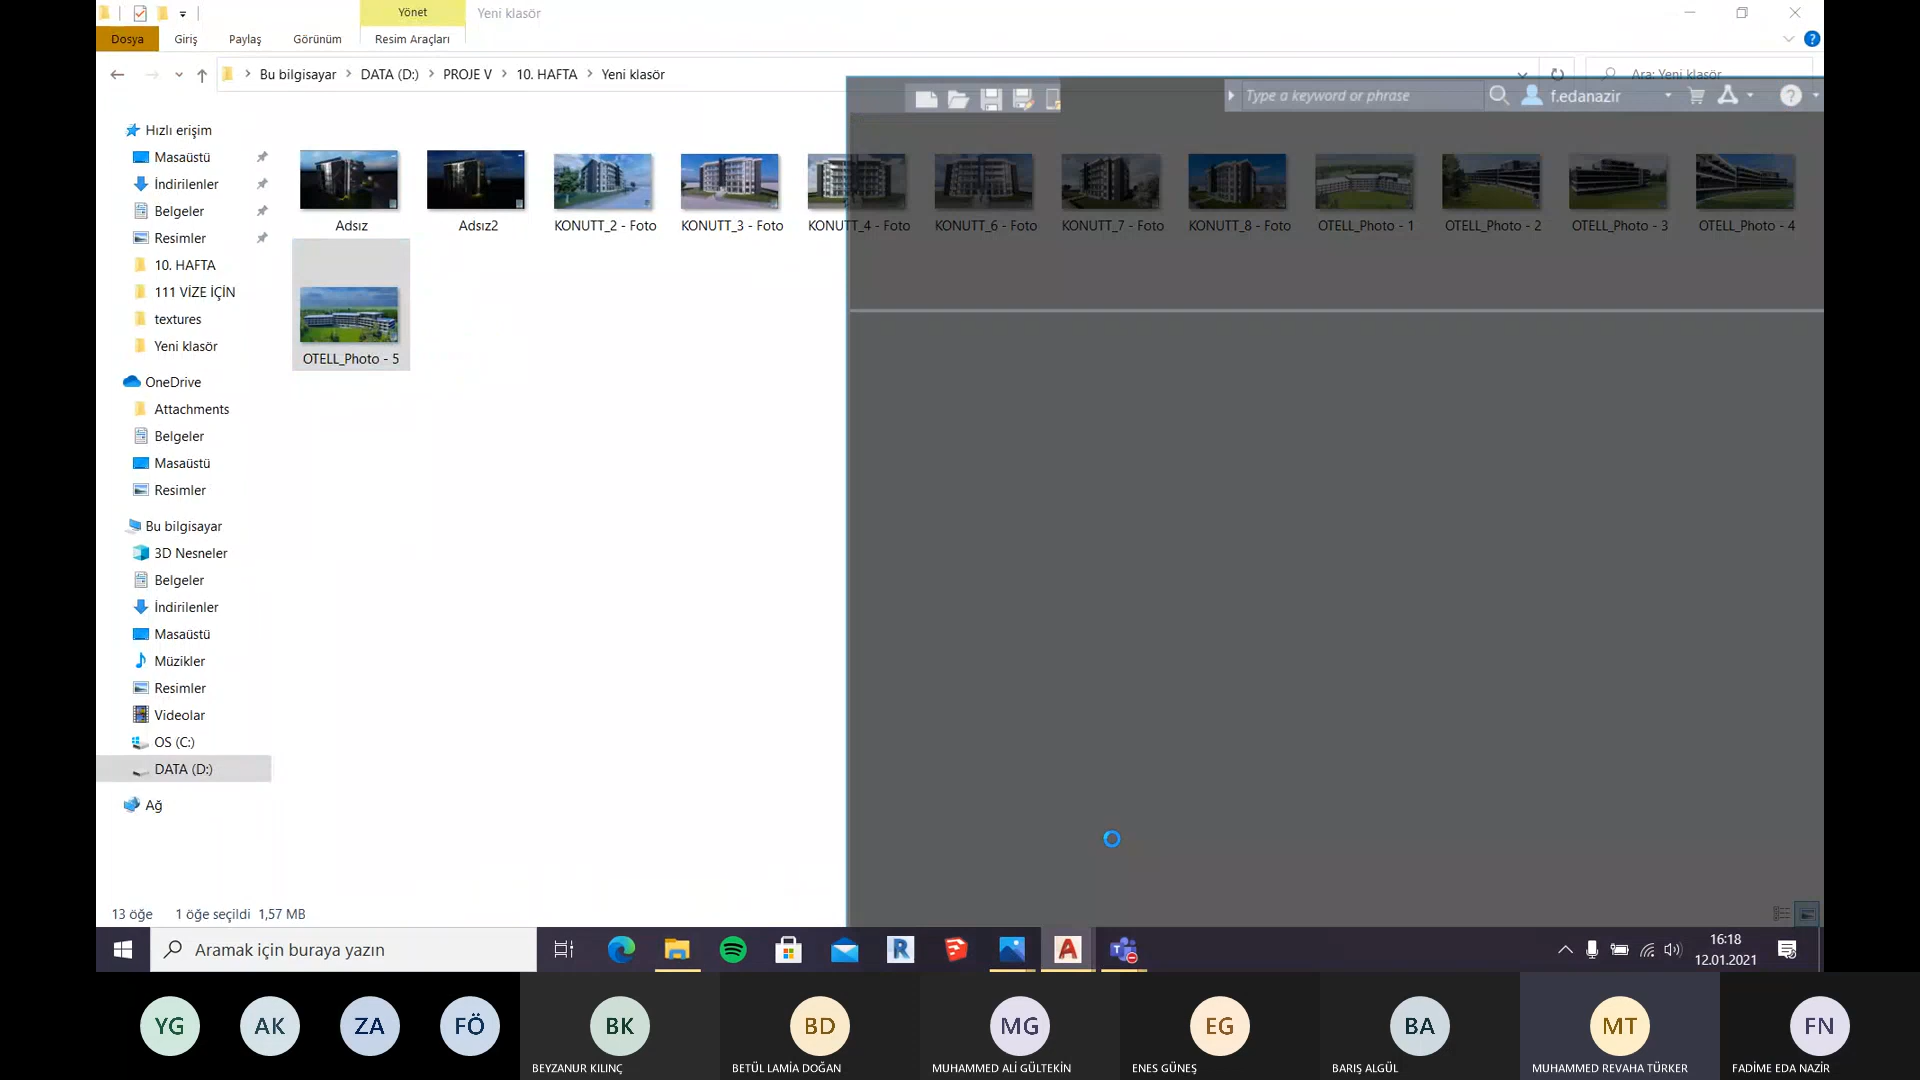 Yönet
Yeni klasör
Dosya
Giriş
Paylaş
Görünüm
Resim Araçları
Bu bilgisayar
DATA (D:)
PROJE V
10. HAFTA
Yeni klasör
Ara: Yeni klasör
Type a keyword or phrase
f.edanazir
Hızlı erişim
Masaüstü
İndirilenler
Belgeler
Resimler
10. HAFTA
111 VİZE İÇİN
textures
Yeni klasör
OneDrive
Attachments
Belgeler
Masaüstü
Resimler
Bu bilgisayar
3D Nesneler
Belgeler
İndirilenler
Masaüstü
Müzikler
Resimler
Videolar
OS (C:)
DATA (D:)
Ağ
Adsız
Adsız2
KONUTT_2 - Foto
KONUTT_3 - Foto
KONUTT_4 - Foto
KONUTT_6 - Foto
KONUTT_7 - Foto
KONUTT_8 - Foto
OTELL_Photo - 1
OTELL_Photo - 2
OTELL_Photo - 3
OTELL_Photo - 4
OTELL_Photo - 5
13 öğe
1 öğe seçildi 1,57 MB
Aramak için buraya yazın
16:18
12.01.2021
YG
AK
ZA
FÖ
BK
BEYZANUR KILINÇ
BD
BETÜL LAMİA DOĞAN
MG
MUHAMMED ALİ GÜLTEKİN
EG
ENES GÜNEŞ
BA
BARIŞ ALGÜL
MT
MUHAMMED REVAHA TÜRKER
FN
FADİME EDA NAZİR